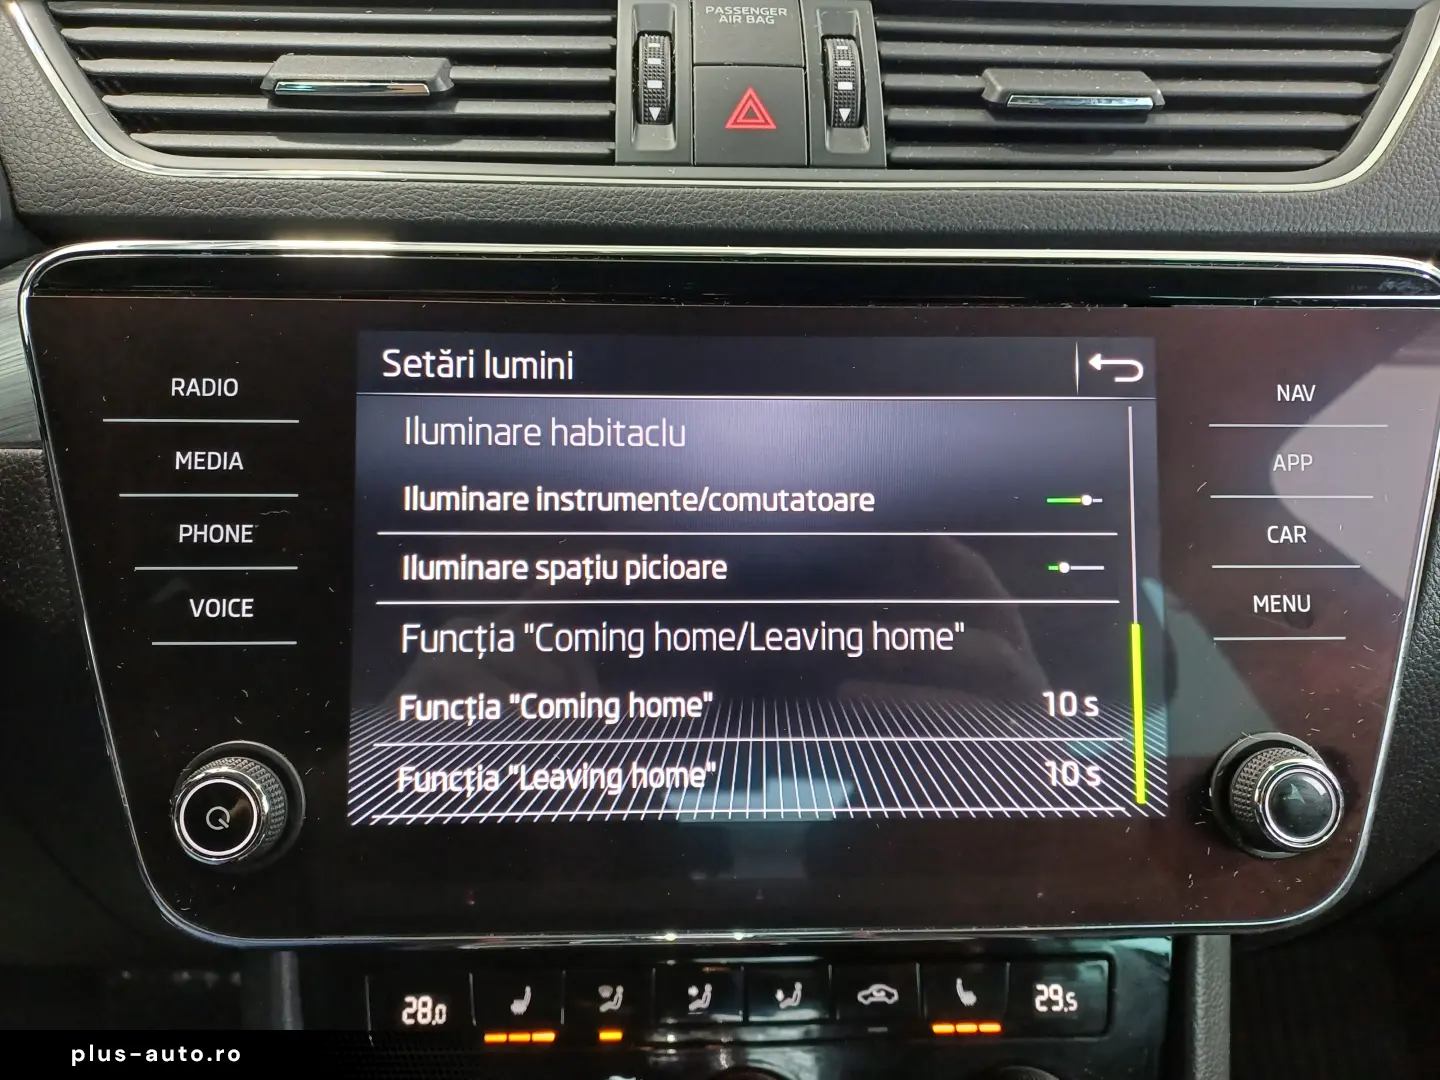 PASSENGER
AIR BAG
Setări lumini
Iluminare habitaclu
Iluminare instrumente/comutatoare
Iluminare spațiu picioare
Funcția "Coming home/Leaving home"
Funcția "Coming home" 10 s
Funcția "Leaving home" 10 s
RADIO
MEDIA
PHONE
VOICE
NAV
APP
CAR
MENU
28.0
29.5
plus-auto.ro